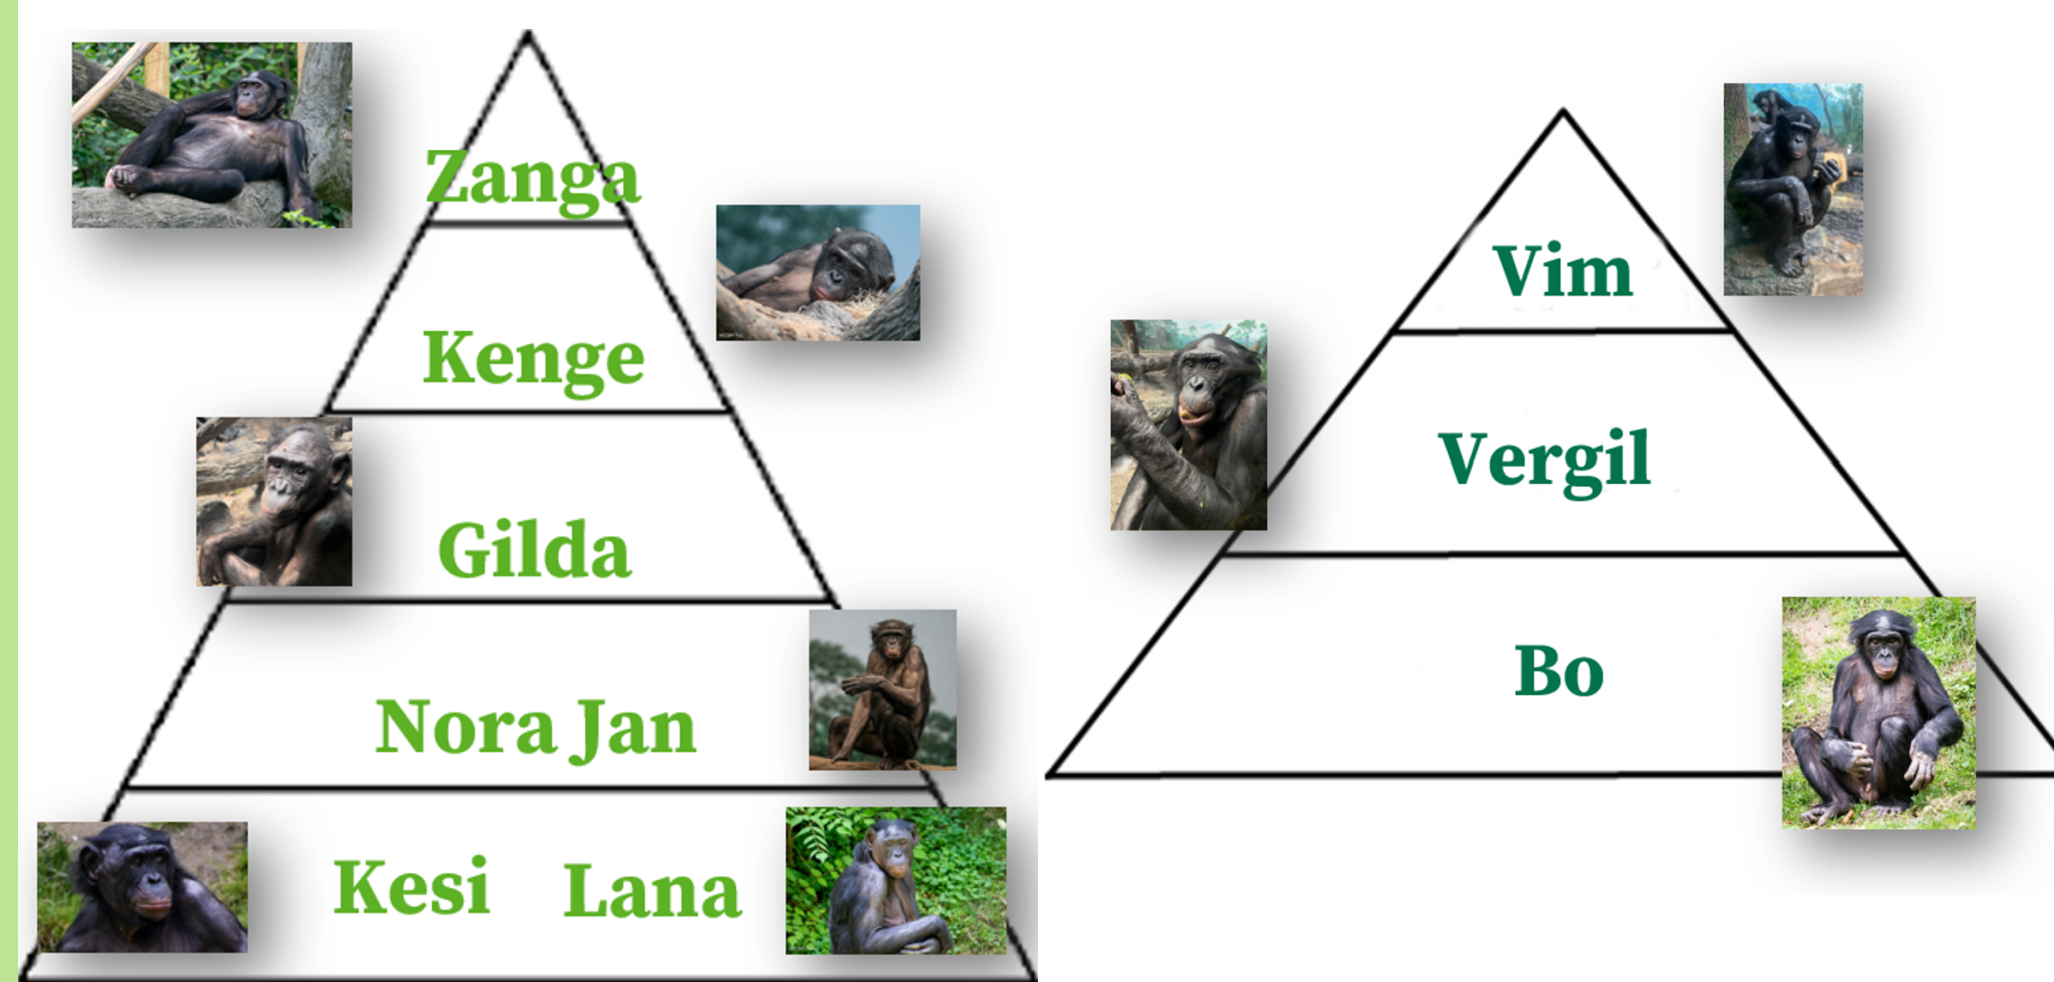 Zanga
Kenge
Gilda
Nora Jan
Kesi Lana
Vim
Vergil
Bo